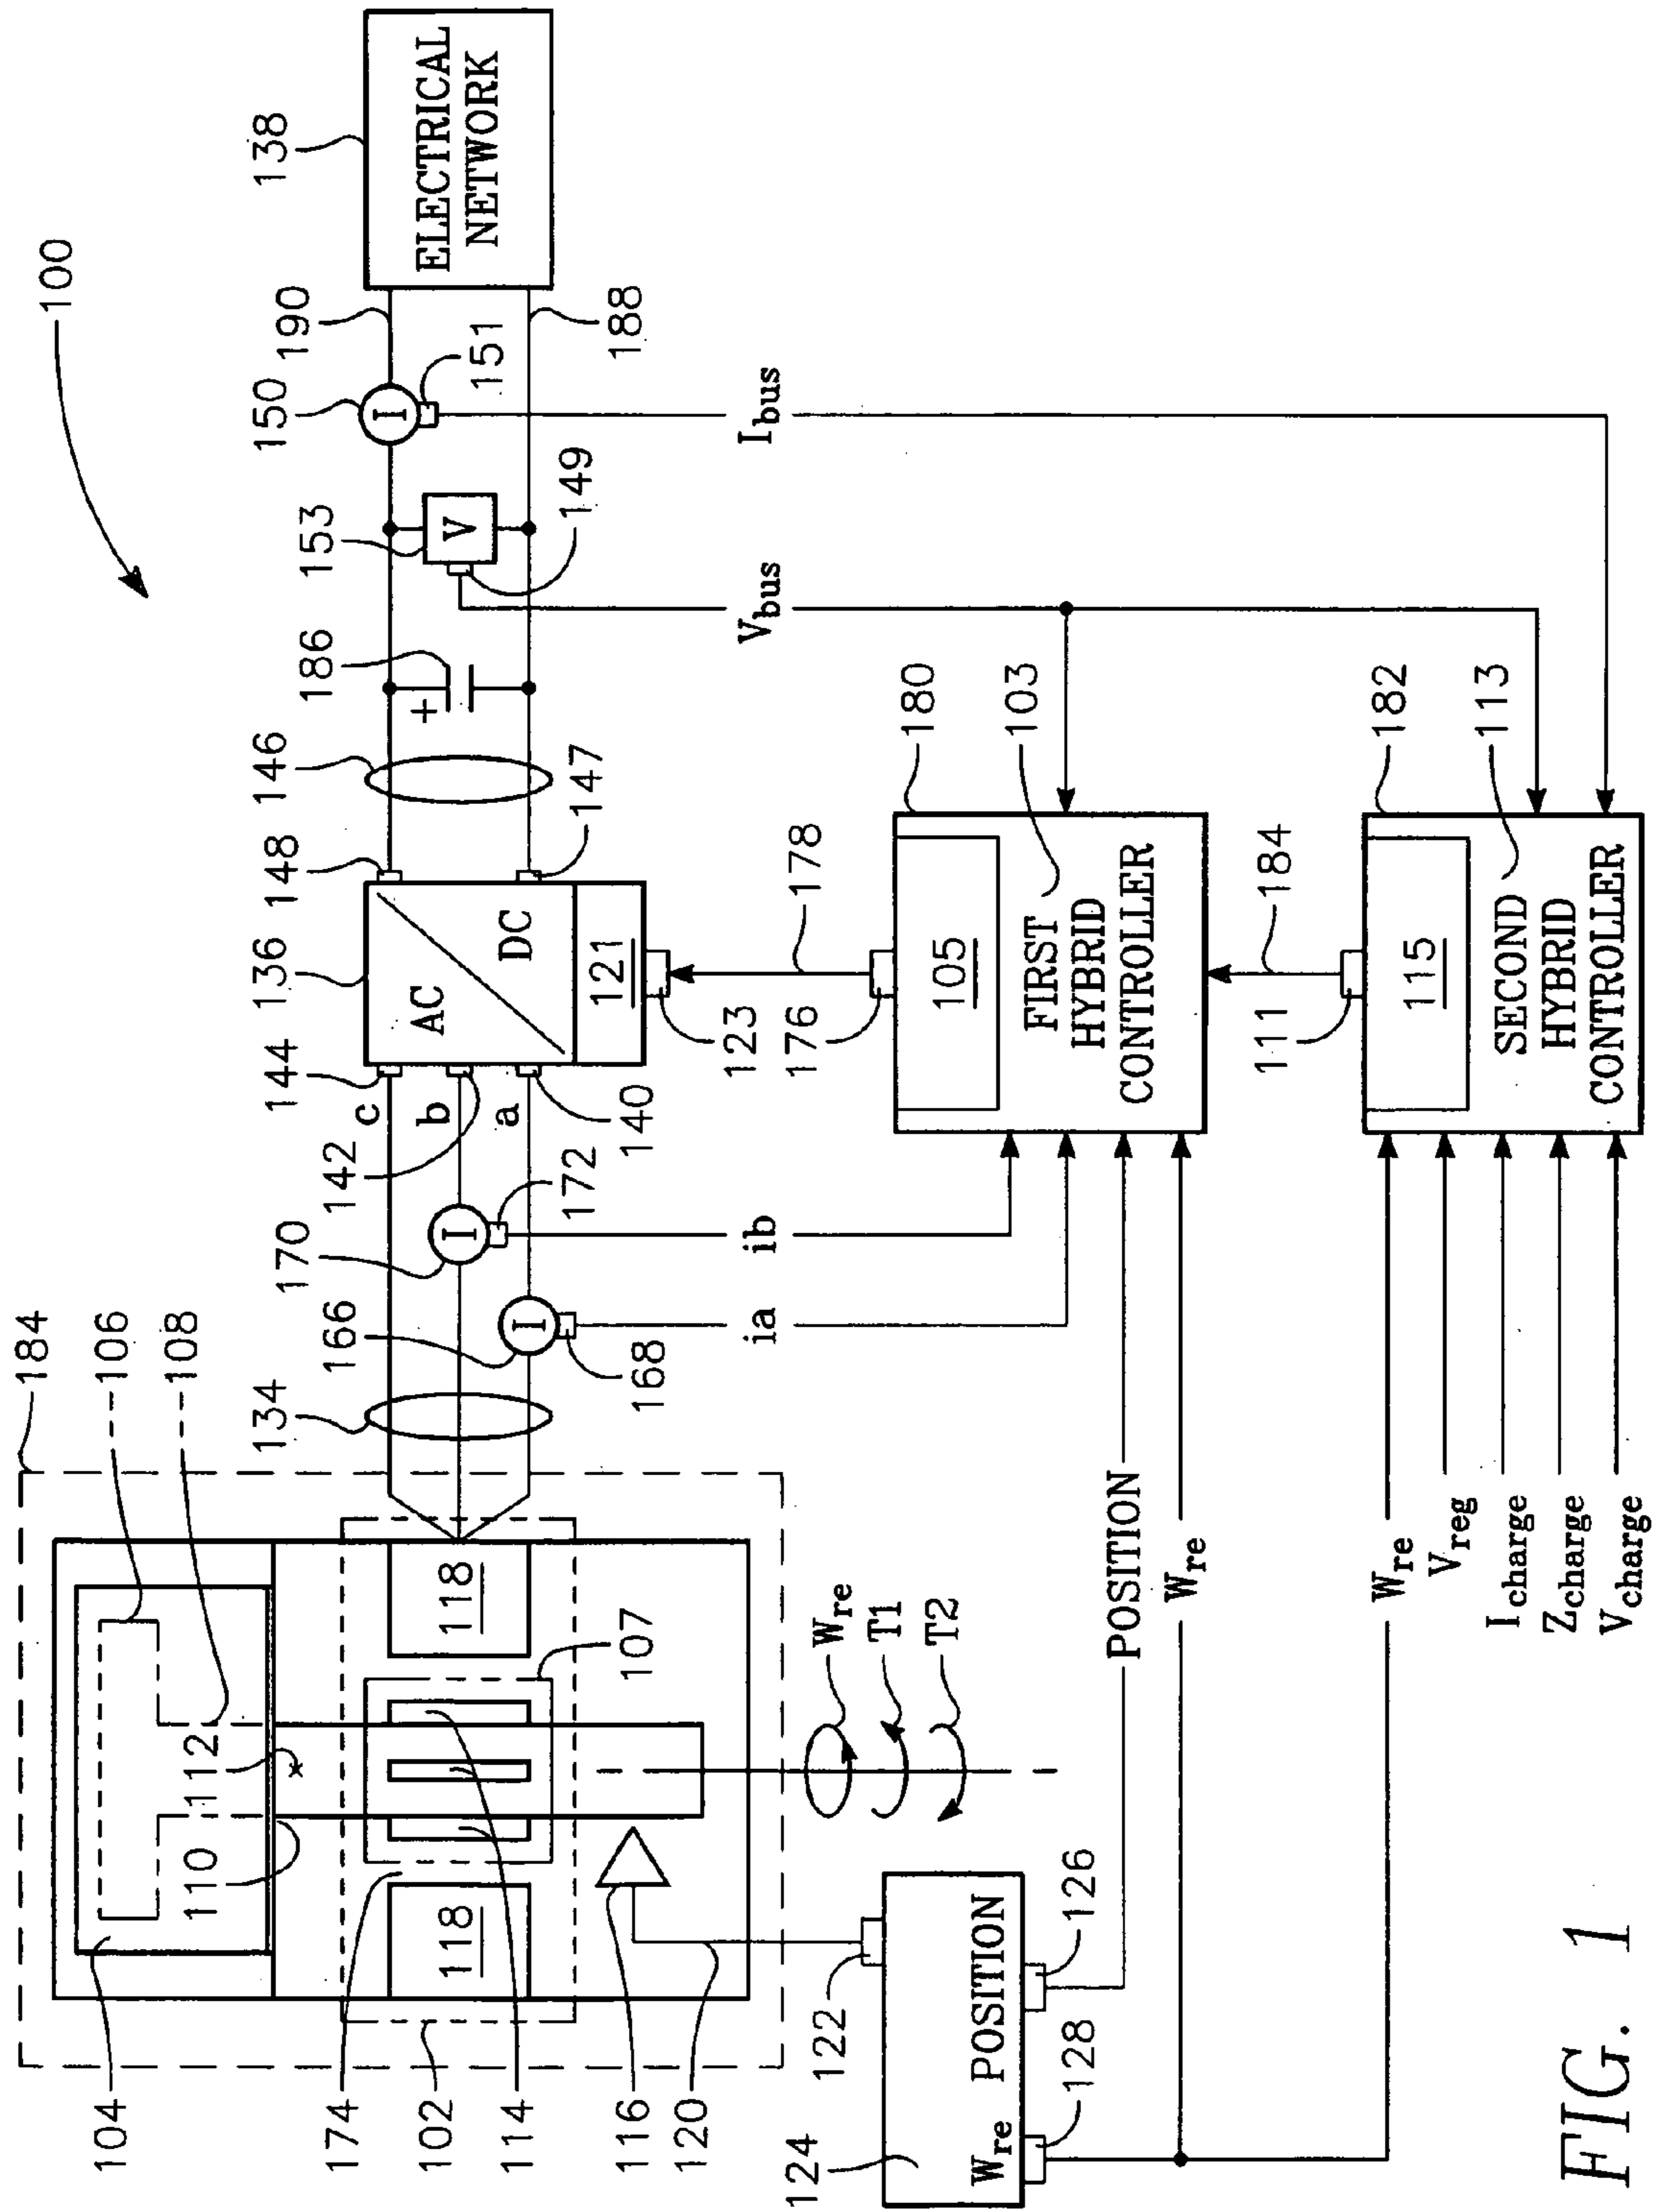 100
184
106
108
112
110
104
174
102
114
116
120
118
118
107
134
166
170
168
172
142
144
140
c
b
a
136
AC
DC
121
123
148
147
146
186
+
153
V
149
150
I
151
190
188
138
ELECTRICAL
NETWORK
I
I
ia
ib
Vbus
Ibus
Wre
T1
T2
122
124
Wre POSITION
126
128
POSITION
Wre
176
178
180
103
105
FIRST
HYBRID
CONTROLLER
184
111
182
113
115
SECOND
HYBRID
CONTROLLER
Wre
Vreg
Icharge
Zcharge
Vcharge
FIG. 1